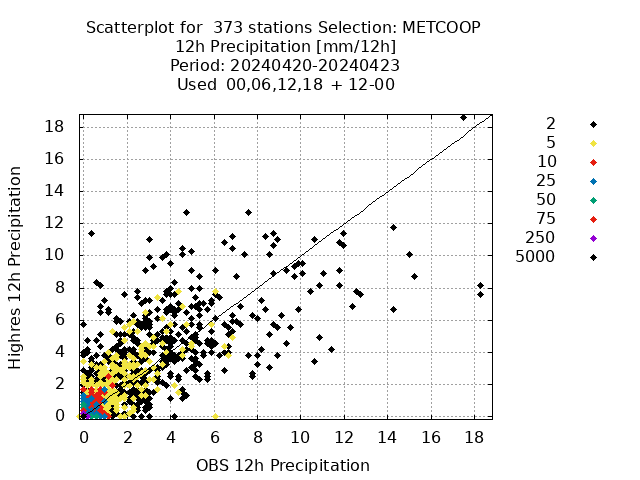 Scatterplot for  373 stations Selection: METCOOP
12h Precipitation [mm/12h]
Period: 20240420-20240423
Used  00,06,12,18  + 12-00
Highres 12h Precipitation
18
16
14
12
10
8
6
4
2
0
0 2 4 6 8 10 12 14 16 18
OBS 12h Precipitation
2
5
10
25
50
75
250
5000